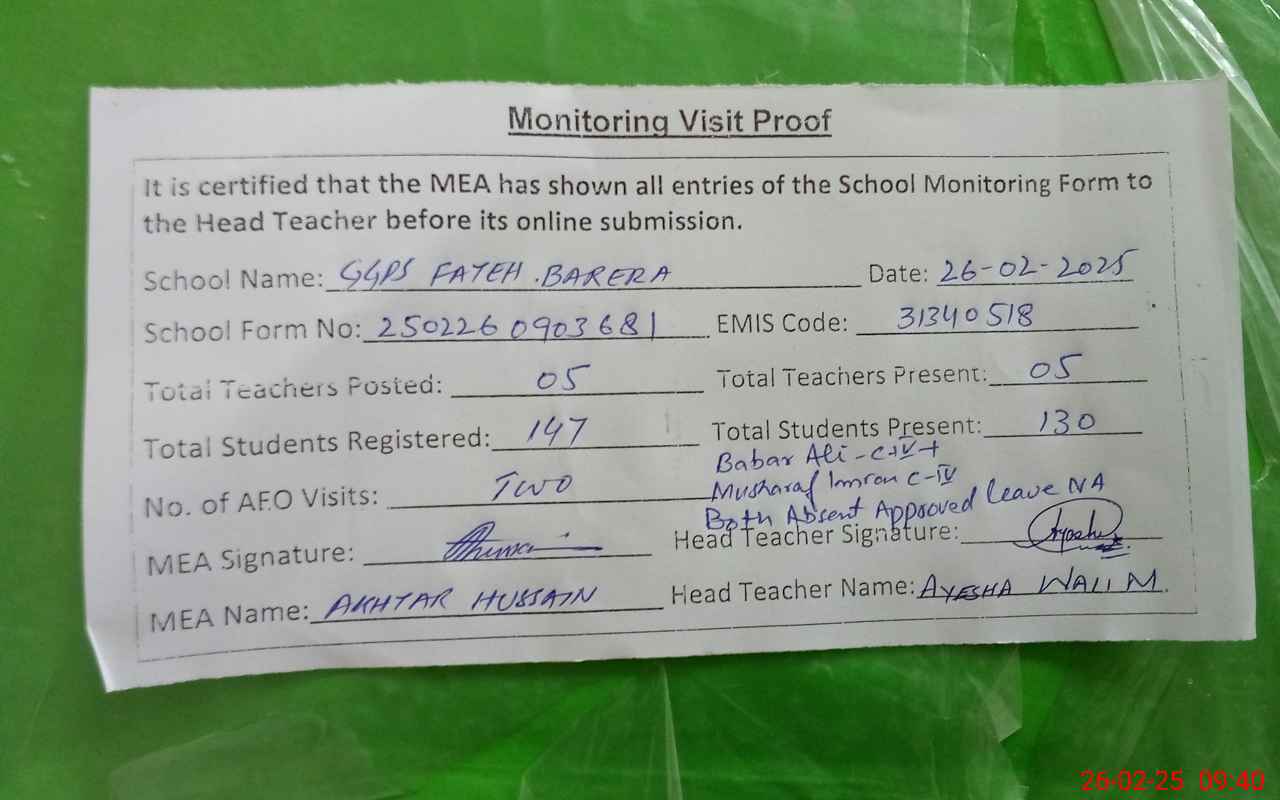 Monitoring Visit Proof
It is certified that the MEA has shown all entries of the School Monitoring Form to
the Head Teacher before its online submission.
School Name: GGPS FATEH BARERA Date: 26-02-2025
School Form No: 2502260903681 EMIS Code: 31340518
Total Teachers Posted: 05 Total Teachers Present: 05
Total Students Registered: 147 Total Students Present: 130
Babar Ali - C-IV +
No. of AEO Visits: TWO Musharaf Imran C-IV
Both Absent Approved Leave NA
MEA Signature: Head Teacher Signature: Ayesha
MEA Name: AKHTAR HUSSAIN Head Teacher Name: AYESHA WALI M.
26-02-25 09:40